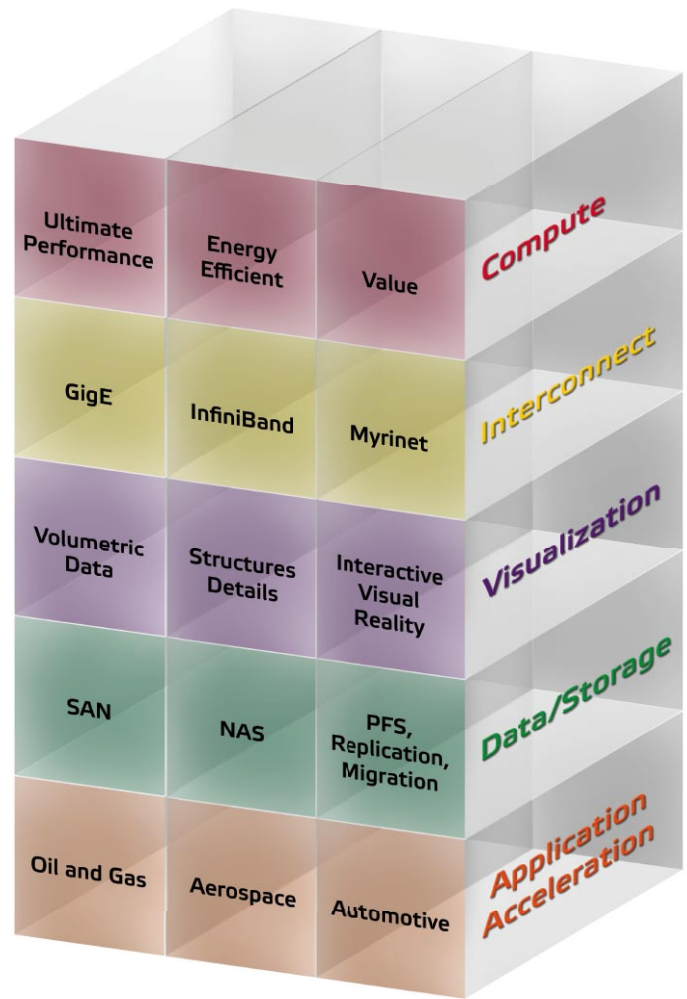 Ultimate
Performance
Energy
Efficient
Value
Compute
GigE
InfiniBand
Myrinet
Interconnect
Volumetric
Data
Structures
Details
Interactive
Visual
Reality
Visualization
SAN
NAS
PFS,
Replication,
Migration
Data/Storage
Oil and Gas
Aerospace
Automotive
Application
Acceleration